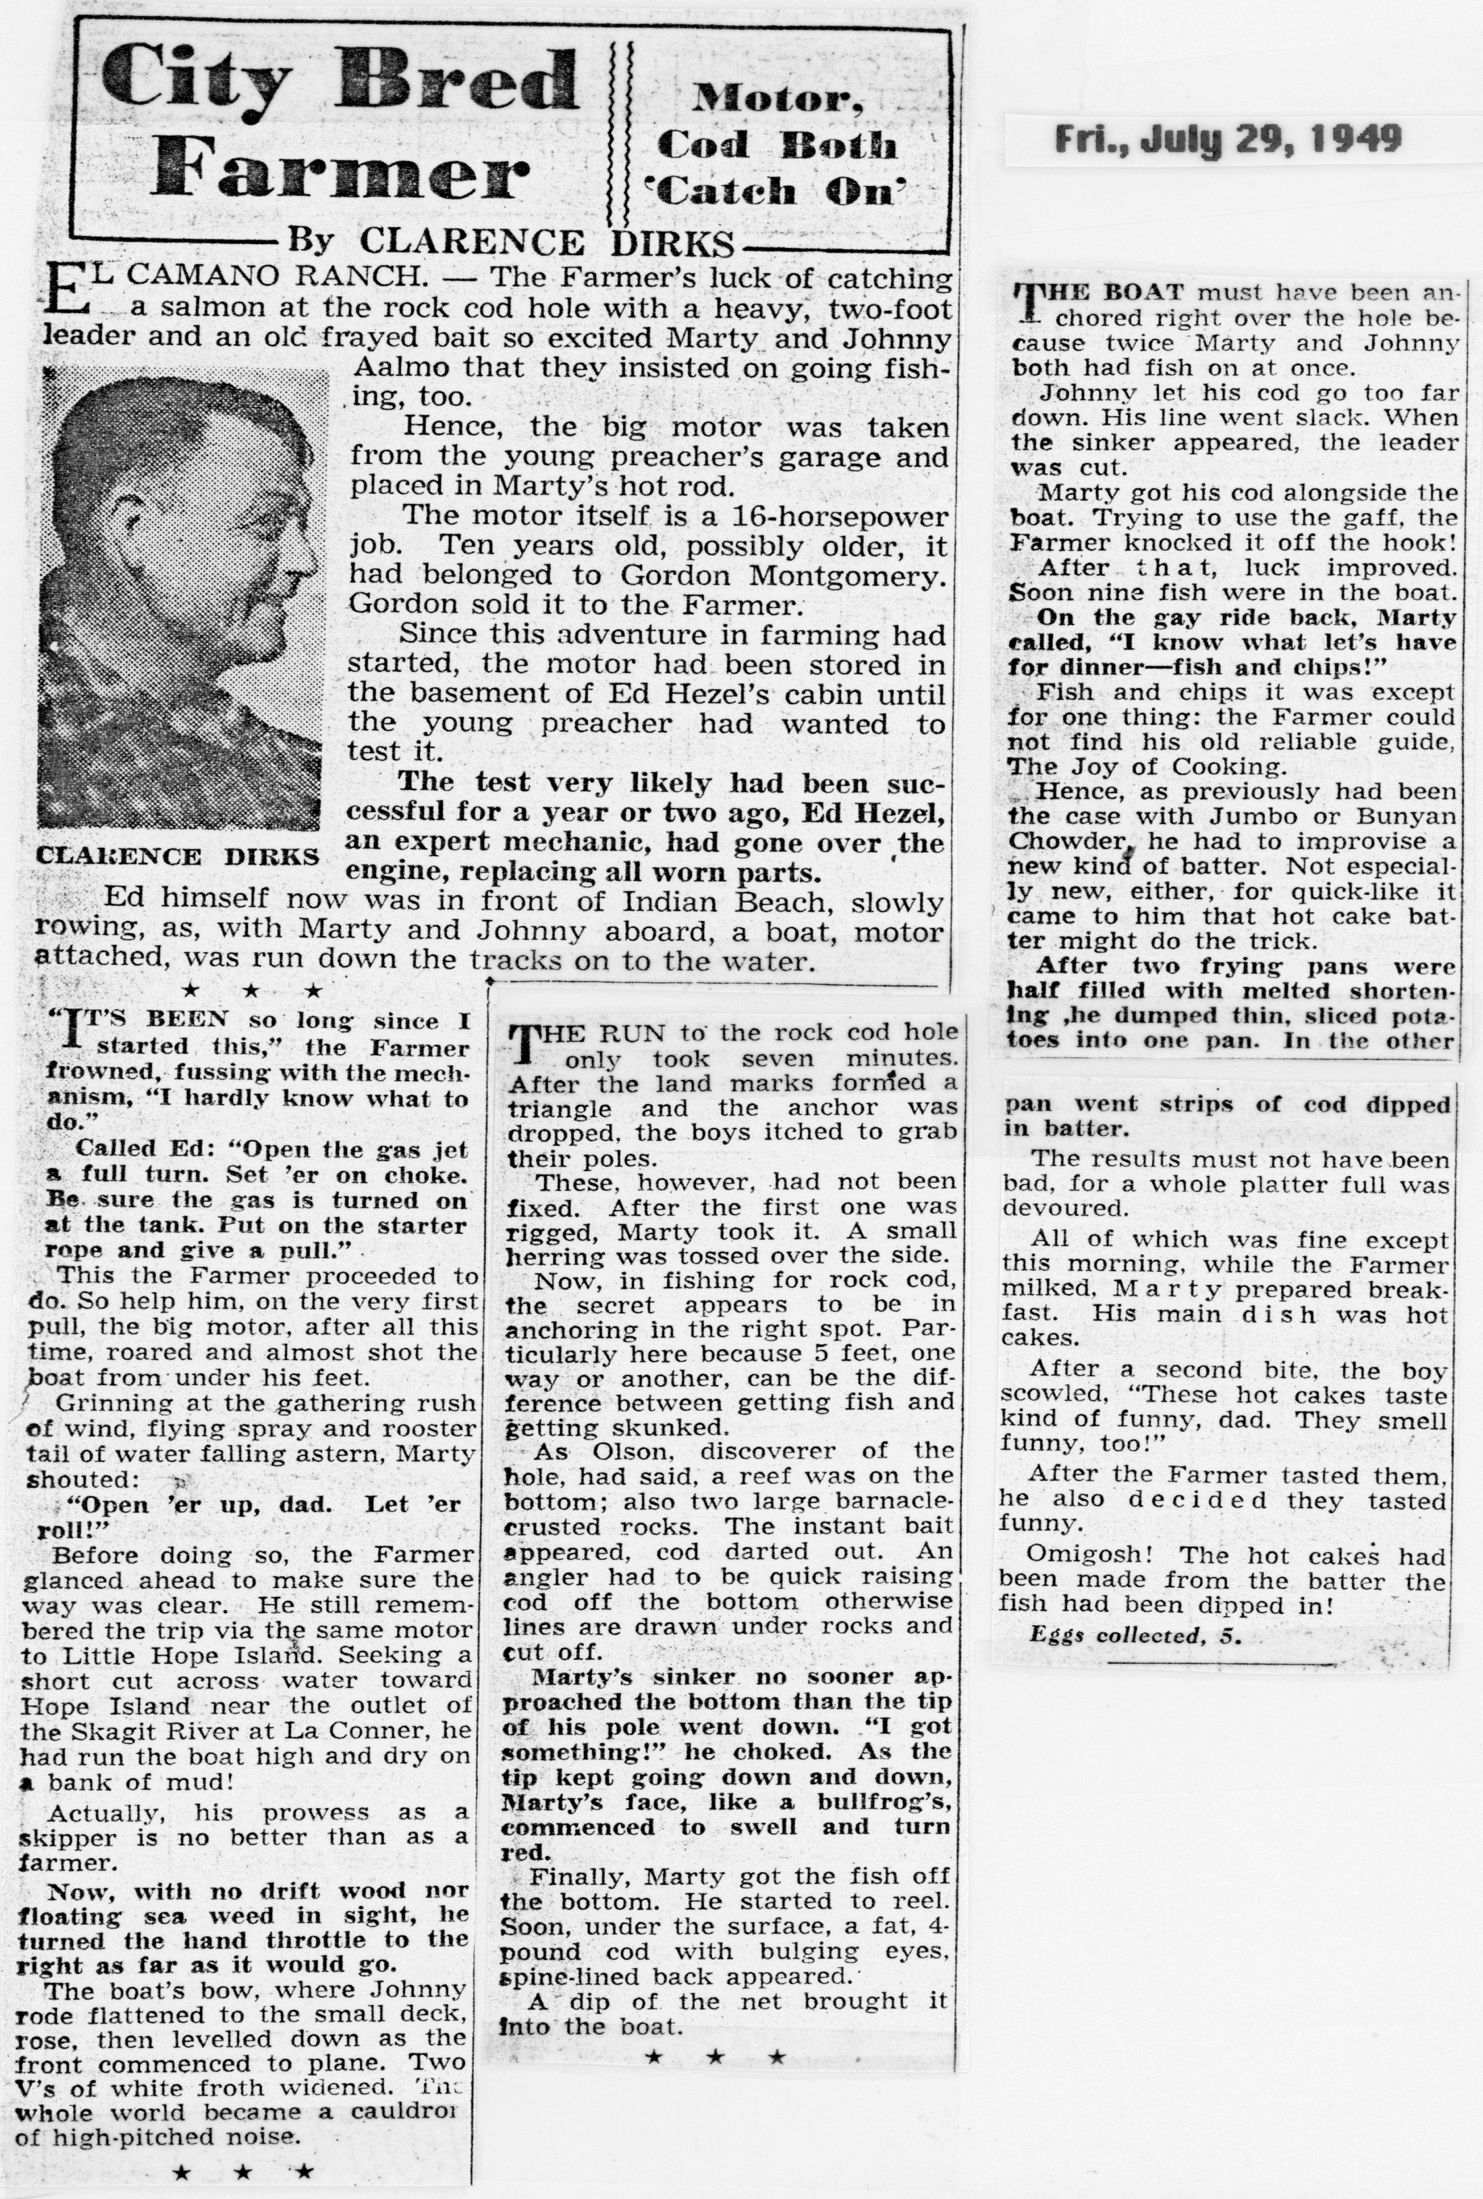 City Bred
Farmer
Motor,
Cod Both
'Catch On'
By CLARENCE DIRKS
Fri., July 29, 1949
EL CAMANO RANCH. — The Farmer's luck of catching
a salmon at the rock cod hole with a heavy, two-foot
leader and an old frayed bait so excited Marty and Johnny
Aalmo that they insisted on going fish-
ing, too.
Hence, the big motor was taken
from the young preacher's garage and
placed in Marty's hot rod.
The motor itself is a 16-horsepower
job. Ten years old, possibly older, it
had belonged to Gordon Montgomery.
Gordon sold it to the Farmer.
Since this adventure in farming had
started, the motor had been stored in
the basement of Ed Hezel's cabin until
the young preacher had wanted to
test it.
The test very likely had been suc-
cessful for a year or two ago, Ed Hezel,
an expert mechanic, had gone over the
engine, replacing all worn parts.
CLARENCE DIRKS
Ed himself now was in front of Indian Beach, slowly
rowing, as, with Marty and Johnny aboard, a boat, motor
attached, was run down the tracks on to the water.
★ ★ ★
"IT'S BEEN so long since I
started this," the Farmer
frowned, fussing with the mech-
anism, "I hardly know what to
do."
Called Ed: "Open the gas jet
a full turn. Set 'er on choke.
Be sure the gas is turned on
at the tank. Put on the starter
rope and give a pull."
This the Farmer proceeded to
do. So help him, on the very first
pull, the big motor, after all this
time, roared and almost shot the
boat from under his feet.
Grinning at the gathering rush
of wind, flying spray and rooster
tail of water falling astern, Marty
shouted:
"Open 'er up, dad. Let 'er
roll!"
Before doing so, the Farmer
glanced ahead to make sure the
way was clear. He still remem-
bered the trip via the same motor
to Little Hope Island. Seeking a
short cut across water toward
Hope Island near the outlet of
the Skagit River at La Conner, he
had run the boat high and dry on
a bank of mud!
Actually, his prowess as a
skipper is no better than as a
farmer.
Now, with no drift wood nor
floating sea weed in sight, he
turned the hand throttle to the
right as far as it would go.
The boat's bow, where Johnny
rode flattened to the small deck,
rose, then levelled down as the
front commenced to plane. Two
V's of white froth widened. The
whole world became a cauldron
of high-pitched noise.
★ ★ ★
THE RUN to the rock cod hole
only took seven minutes.
After the land marks formed a
triangle and the anchor was
dropped, the boys itched to grab
their poles.
These, however, had not been
fixed. After the first one was
rigged, Marty took it. A small
herring was tossed over the side.
Now, in fishing for rock cod,
the secret appears to be in
anchoring in the right spot. Par-
ticularly here because 5 feet, one
way or another, can be the dif-
ference between getting fish and
getting skunked.
As Olson, discoverer of the
hole, had said, a reef was on the
bottom; also two large barnacle-
crusted rocks. The instant bait
appeared, cod darted out. An
angler had to be quick raising
cod off the bottom otherwise
lines are drawn under rocks and
cut off.
Marty's sinker no sooner ap-
proached the bottom than the tip
of his pole went down. "I got
something!" he choked. As the
tip kept going down and down,
Marty's face, like a bullfrog's,
commenced to swell and turn
red.
Finally, Marty got the fish off
the bottom. He started to reel.
Soon, under the surface, a fat, 4-
pound cod with bulging eyes,
spine-lined back appeared.
A dip of the net brought it
into the boat.
★ ★ ★
THE BOAT must have been an-
chored right over the hole be-
cause twice Marty and Johnny
both had fish on at once.
Johnny let his cod go too far
down. His line went slack. When
the sinker appeared, the leader
was cut.
Marty got his cod alongside the
boat. Trying to use the gaff, the
Farmer knocked it off the hook!
After that, luck improved.
Soon nine fish were in the boat.
On the gay ride back, Marty
called, "I know what let's have
for dinner—fish and chips!"
Fish and chips it was except
for one thing: the Farmer could
not find his old reliable guide,
The Joy of Cooking.
Hence, as previously had been
the case with Jumbo or Bunyan
Chowder, he had to improvise a
new kind of batter. Not especial-
ly new, either, for quick-like it
came to him that hot cake bat-
ter might do the trick.
After two frying pans were
half filled with melted shorten-
ing ,he dumped thin, sliced pota-
toes into one pan. In the other
pan went strips of cod dipped
in batter.
The results must not have been
bad, for a whole platter full was
devoured.
All of which was fine except
this morning, while the Farmer
milked, Marty prepared break-
fast. His main dish was hot
cakes.
After a second bite, the boy
scowled, "These hot cakes taste
kind of funny, dad. They smell
funny, too!"
After the Farmer tasted them,
he also decided they tasted
funny.
Omigosh! The hot cakes had
been made from the batter the
fish had been dipped in!
Eggs collected, 5.